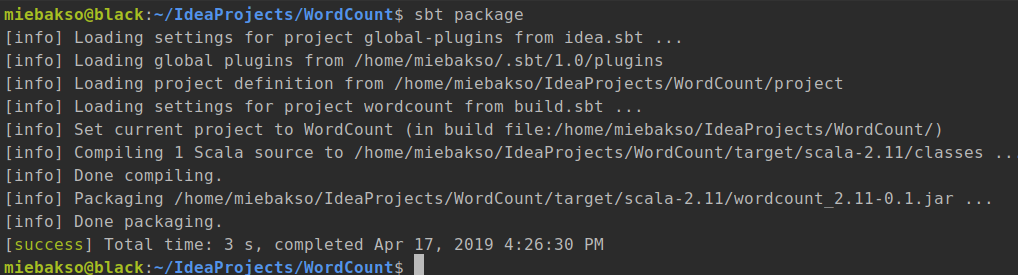 miebakso@black:~/IdeaProjects/WordCount$ sbt package
[info] Loading settings for project global-plugins from idea.sbt ...
[info] Loading global plugins from /home/miebakso/.sbt/1.0/plugins
[info] Loading project definition from /home/miebakso/IdeaProjects/WordCount/project
[info] Loading settings for project wordcount from build.sbt ...
[info] Set current project to WordCount (in build file:/home/miebakso/IdeaProjects/WordCount/)
[info] Compiling 1 Scala source to /home/miebakso/IdeaProjects/WordCount/target/scala-2.11/classes ...
[info] Done compiling.
[info] Packaging /home/miebakso/IdeaProjects/WordCount/target/scala-2.11/wordcount_2.11-0.1.jar ...
[info] Done packaging.
[success] Total time: 3 s, completed Apr 17, 2019 4:26:30 PM
miebakso@black:~/IdeaProjects/WordCount$